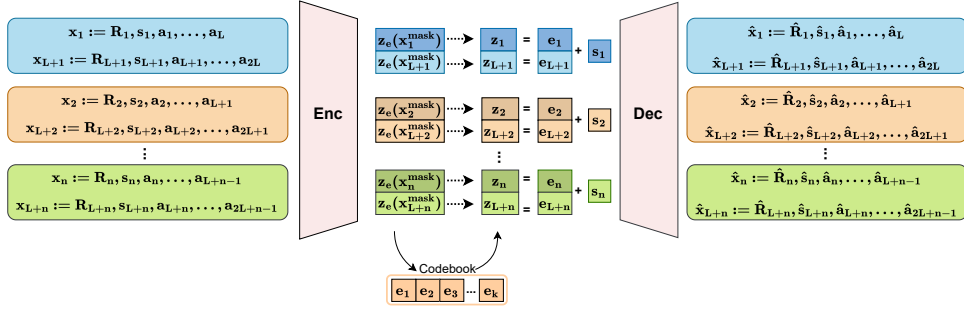 x₁ := R₁, s₁, a₁, . . . , a_L
x_{L+1} := R_{L+1}, s_{L+1}, a_{L+1}, . . . , a_{2L}
x₂ := R₂, s₂, a₂, . . . , a_{L+1}
x_{L+2} := R_{L+2}, s_{L+2}, a_{L+2}, . . . , a_{2L+1}
⋮
x_n := R_n, s_n, a_n, . . . , a_{L+n−1}
x_{L+n} := R_{L+n}, s_{L+n}, a_{L+n}, . . . , a_{2L+n−1}
Enc
z_e(x₁^{mask}) z₁ = e₁ + s₁
z_e(x_{L+1}^{mask}) z_{L+1} = e_{L+1}
z_e(x₂^{mask}) z₂ = e₂ + s₂
z_e(x_{L+2}^{mask}) z_{L+2} = e_{L+2}
⋮
z_e(x_n^{mask}) z_n = e_n + s_n
z_e(x_{L+n}^{mask}) z_{L+n} = e_{L+n}
Codebook
e₁ e₂ e₃ ... e_k
Dec
x̂₁ := R̂₁, ŝ₁, â₁, . . . , â_L
x̂_{L+1} := R̂_{L+1}, ŝ_{L+1}, â_{L+1}, . . . , â_{2L}
x̂₂ := R̂₂, ŝ₂, â₂, . . . , â_{L+1}
x̂_{L+2} := R̂_{L+2}, ŝ_{L+2}, â_{L+2}, . . . , â_{2L+1}
⋮
x̂_n := R̂_n, ŝ_n, â_n, . . . , â_{L+n−1}
x̂_{L+n} := R̂_{L+n}, ŝ_{L+n}, â_{L+n}, . . . , â_{2L+n−1}